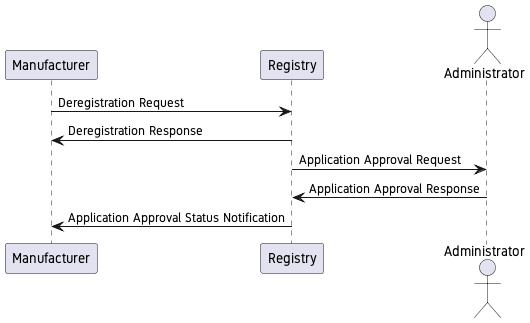 Administrator
Manufacturer
Registry
Deregistration Request
Deregistration Response
Application Approval Request
Application Approval Response
Application Approval Status Notification
Manufacturer
Registry
Administrator